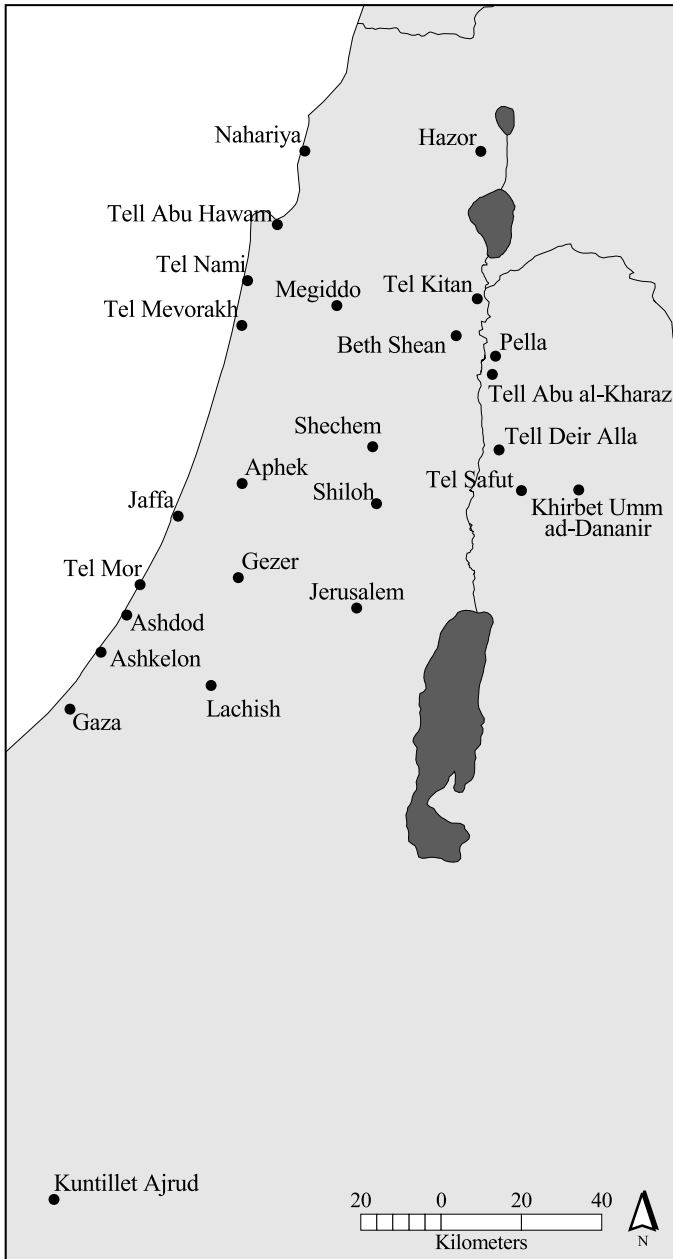 Nahariya
Hazor
Tell Abu Hawam
Tel Nami
Megiddo
Tel Kitan
Tel Mevorakh
Beth Shean
Pella
Tell Abu al-Kharaz
Shechem
Tell Deir Alla
Aphek
Tel Safut
Shiloh
Jaffa
Khirbet Umm
ad-Dananir
Gezer
Tel Mor
Jerusalem
Ashdod
Ashkelon
Lachish
Gaza
Kuntillet Ajrud
20 0 20 40
Kilometers
N